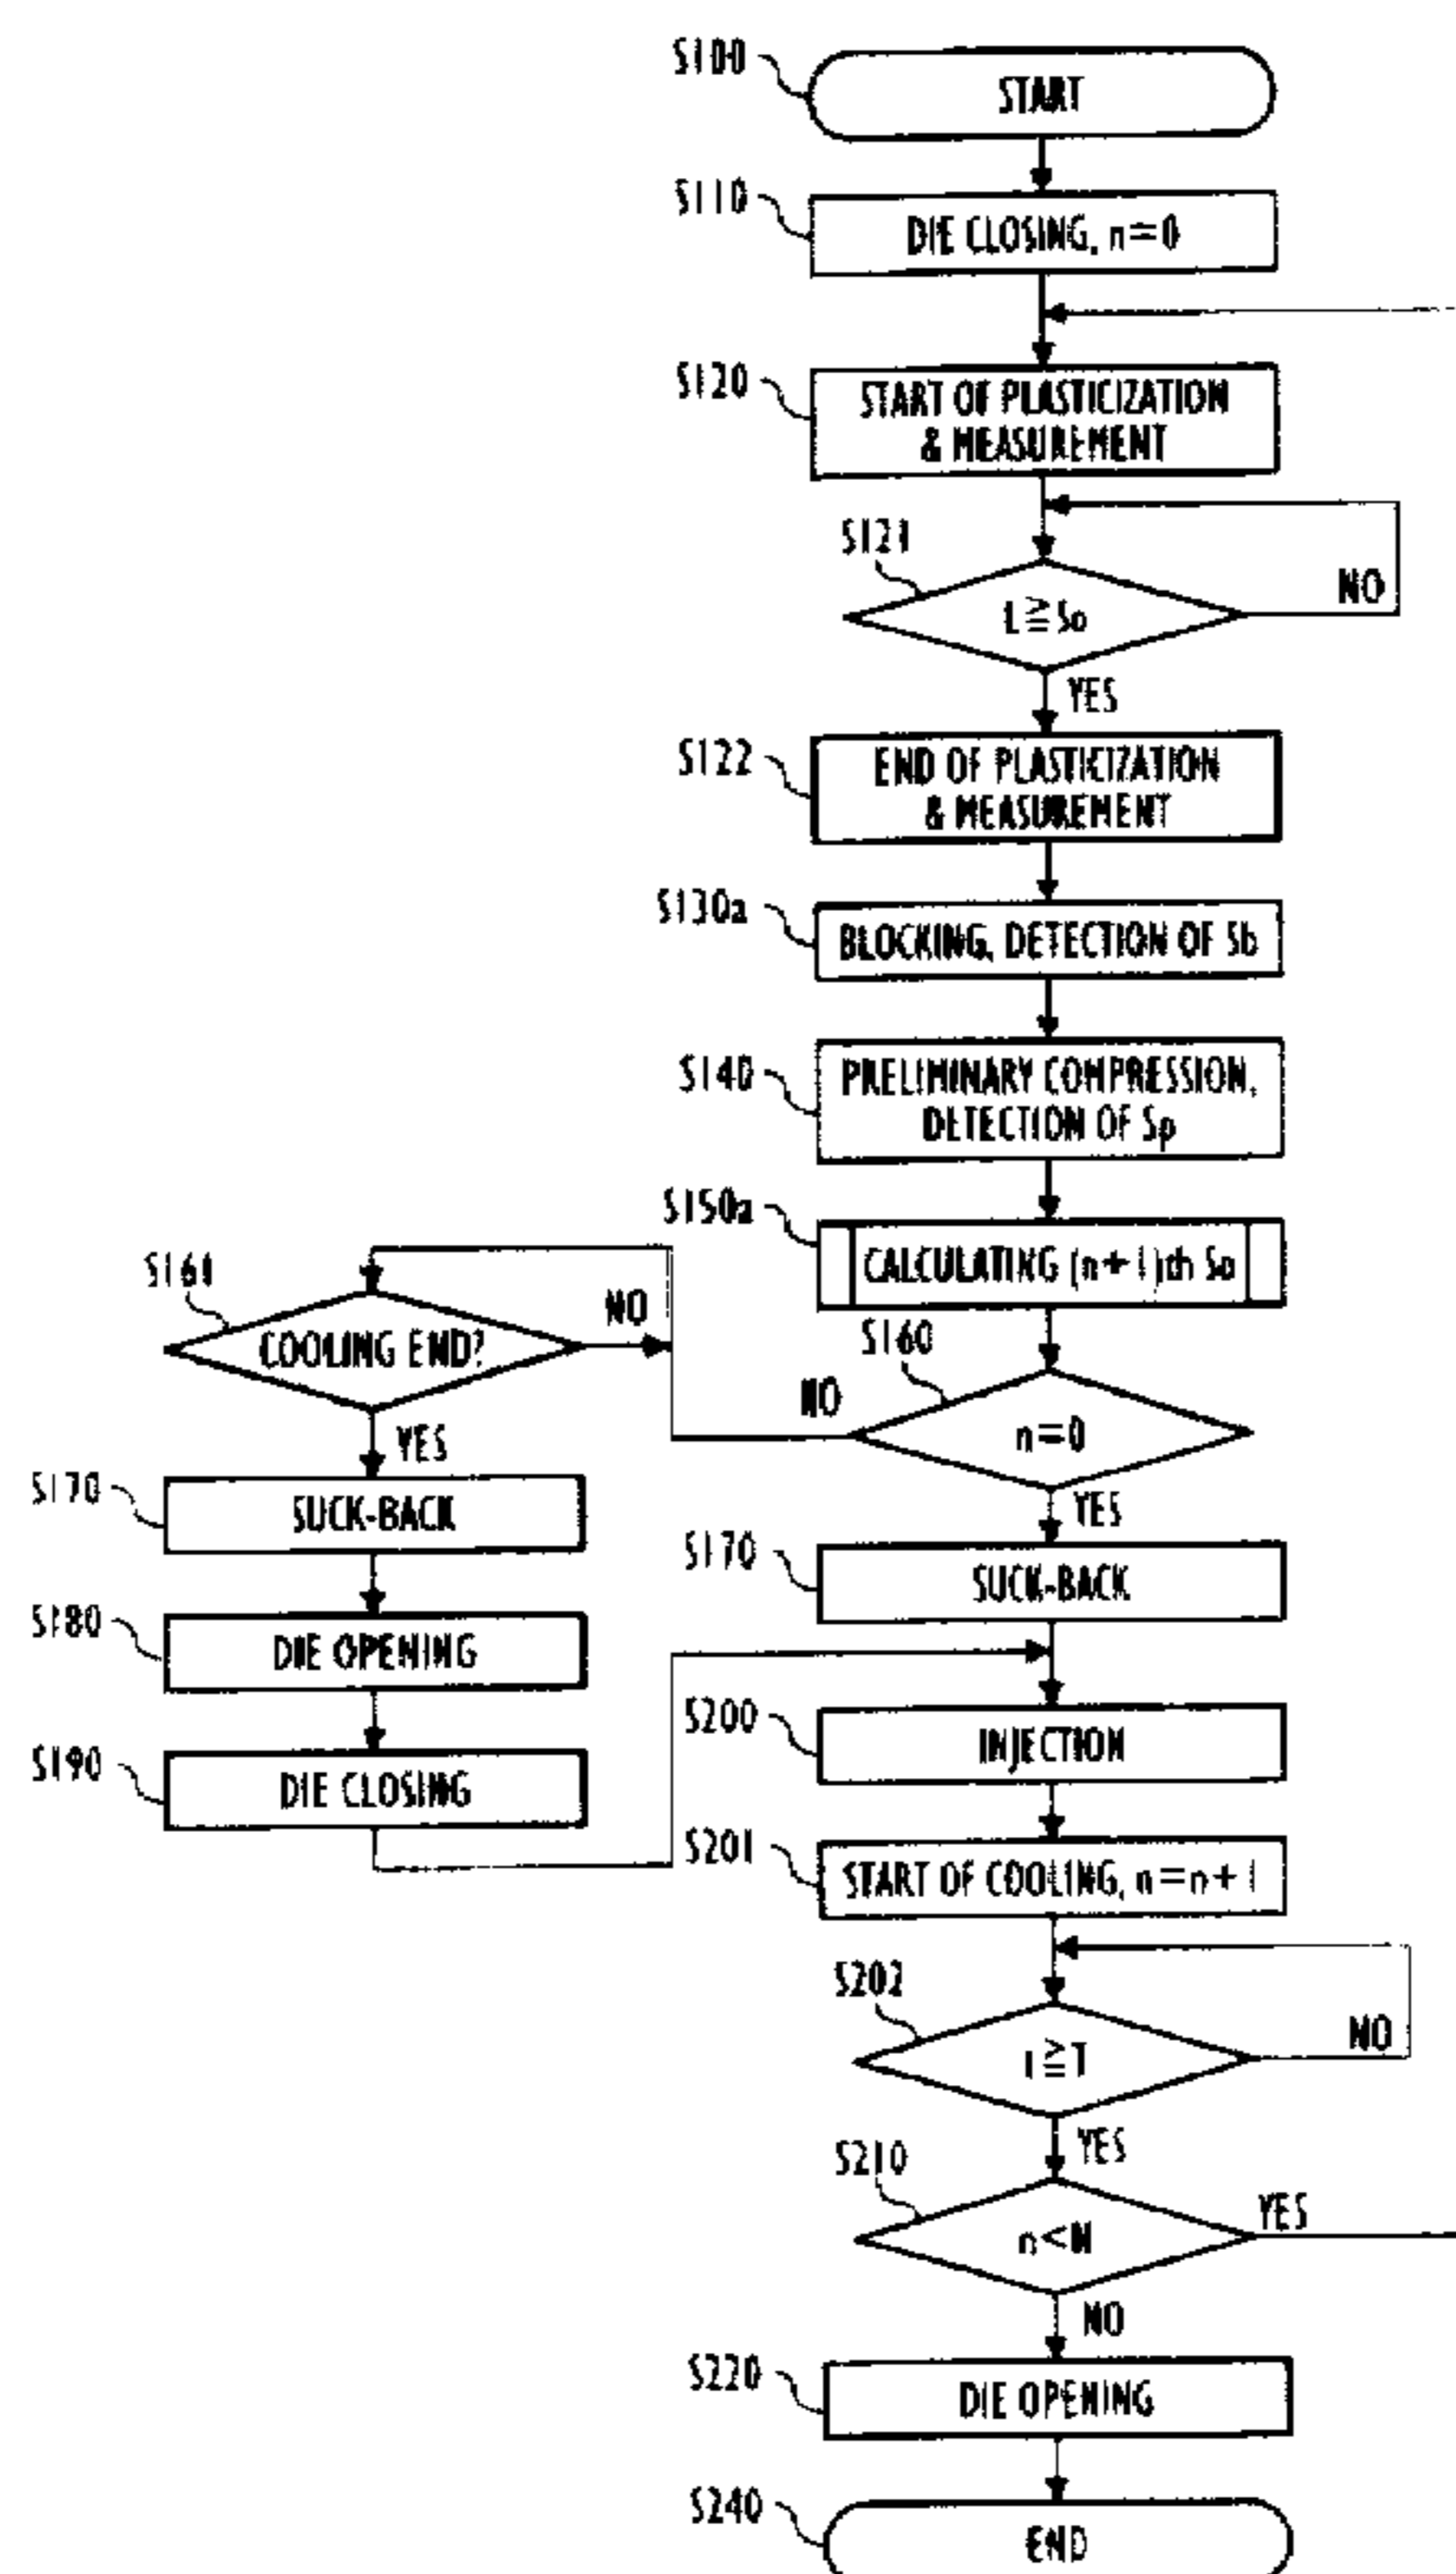 S100
START
S110
DIE CLOSING, n=0
S120
START OF PLASTICIZATION
& MEASUREMENT
S121
L≧So
NO
YES
S122
END OF PLASTICIZATION
& MEASUREMENT
S130a
BLOCKING, DETECTION OF Sb
S140
PRELIMINARY COMPRESSION,
DETECTION OF Sp
S150a
CALCULATING (n+1)th So
S160
n=0
NO
YES
S161
COOLING END?
NO
YES
S170
SUCK-BACK
S180
DIE OPENING
S190
DIE CLOSING
S170
SUCK-BACK
S200
INJECTION
S201
START OF COOLING, n=n+1
S202
≧T
NO
YES
S210
n<N
YES
NO
S220
DIE OPENING
S240
END